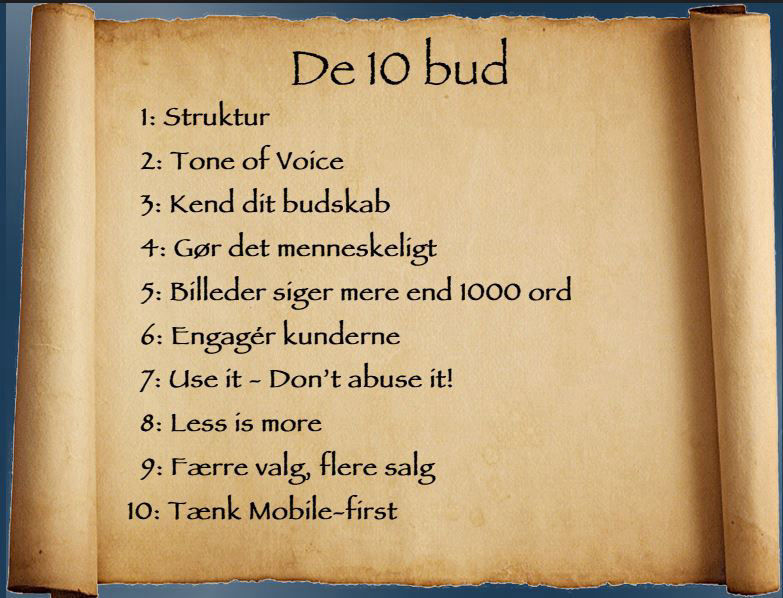 De 10 bud
1: Struktur
2: Tone of Voice
3: Kend dit budskab
4: Gør det menneskeligt
5: Billeder siger mere end 1000 ord
6: Engagér kunderne
7: Use it - Don't abuse it!
8: Less is more
9: Færre valg, flere salg
10: Tænk Mobile-first